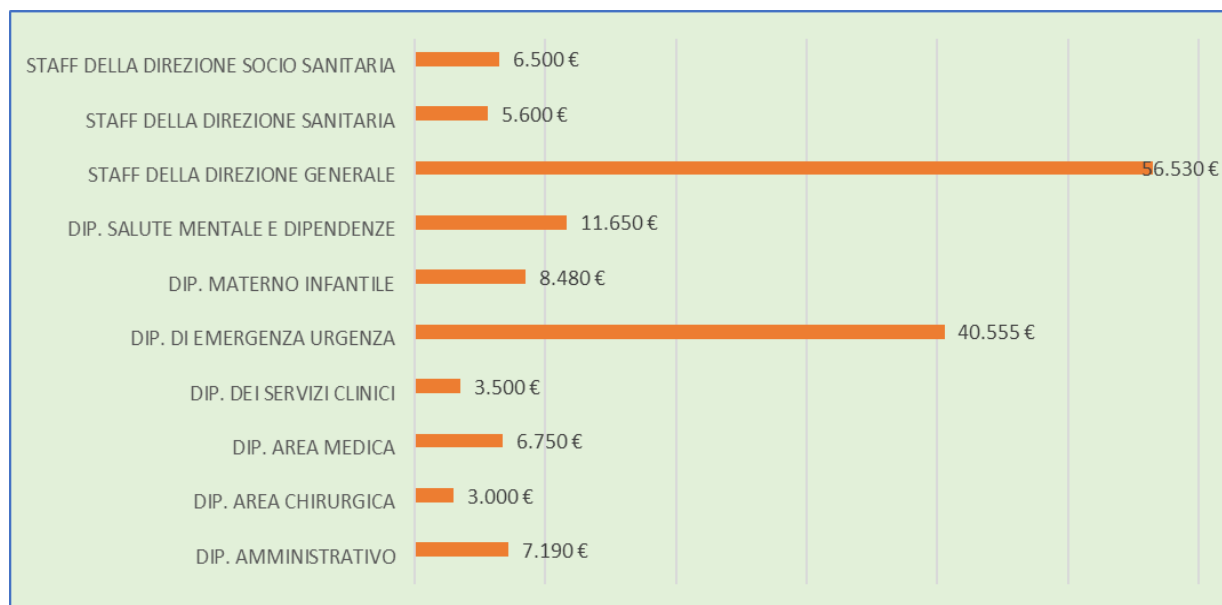 STAFF DELLA DIREZIONE SOCIO SANITARIA 6.500 €
STAFF DELLA DIREZIONE SANITARIA 5.600 €
STAFF DELLA DIREZIONE GENERALE 56.530 €
DIP. SALUTE MENTALE E DIPENDENZE 11.650 €
DIP. MATERNO INFANTILE 8.480 €
DIP. DI EMERGENZA URGENZA 40.555 €
DIP. DEI SERVIZI CLINICI 3.500 €
DIP. AREA MEDICA 6.750 €
DIP. AREA CHIRURGICA 3.000 €
DIP. AMMINISTRATIVO 7.190 €